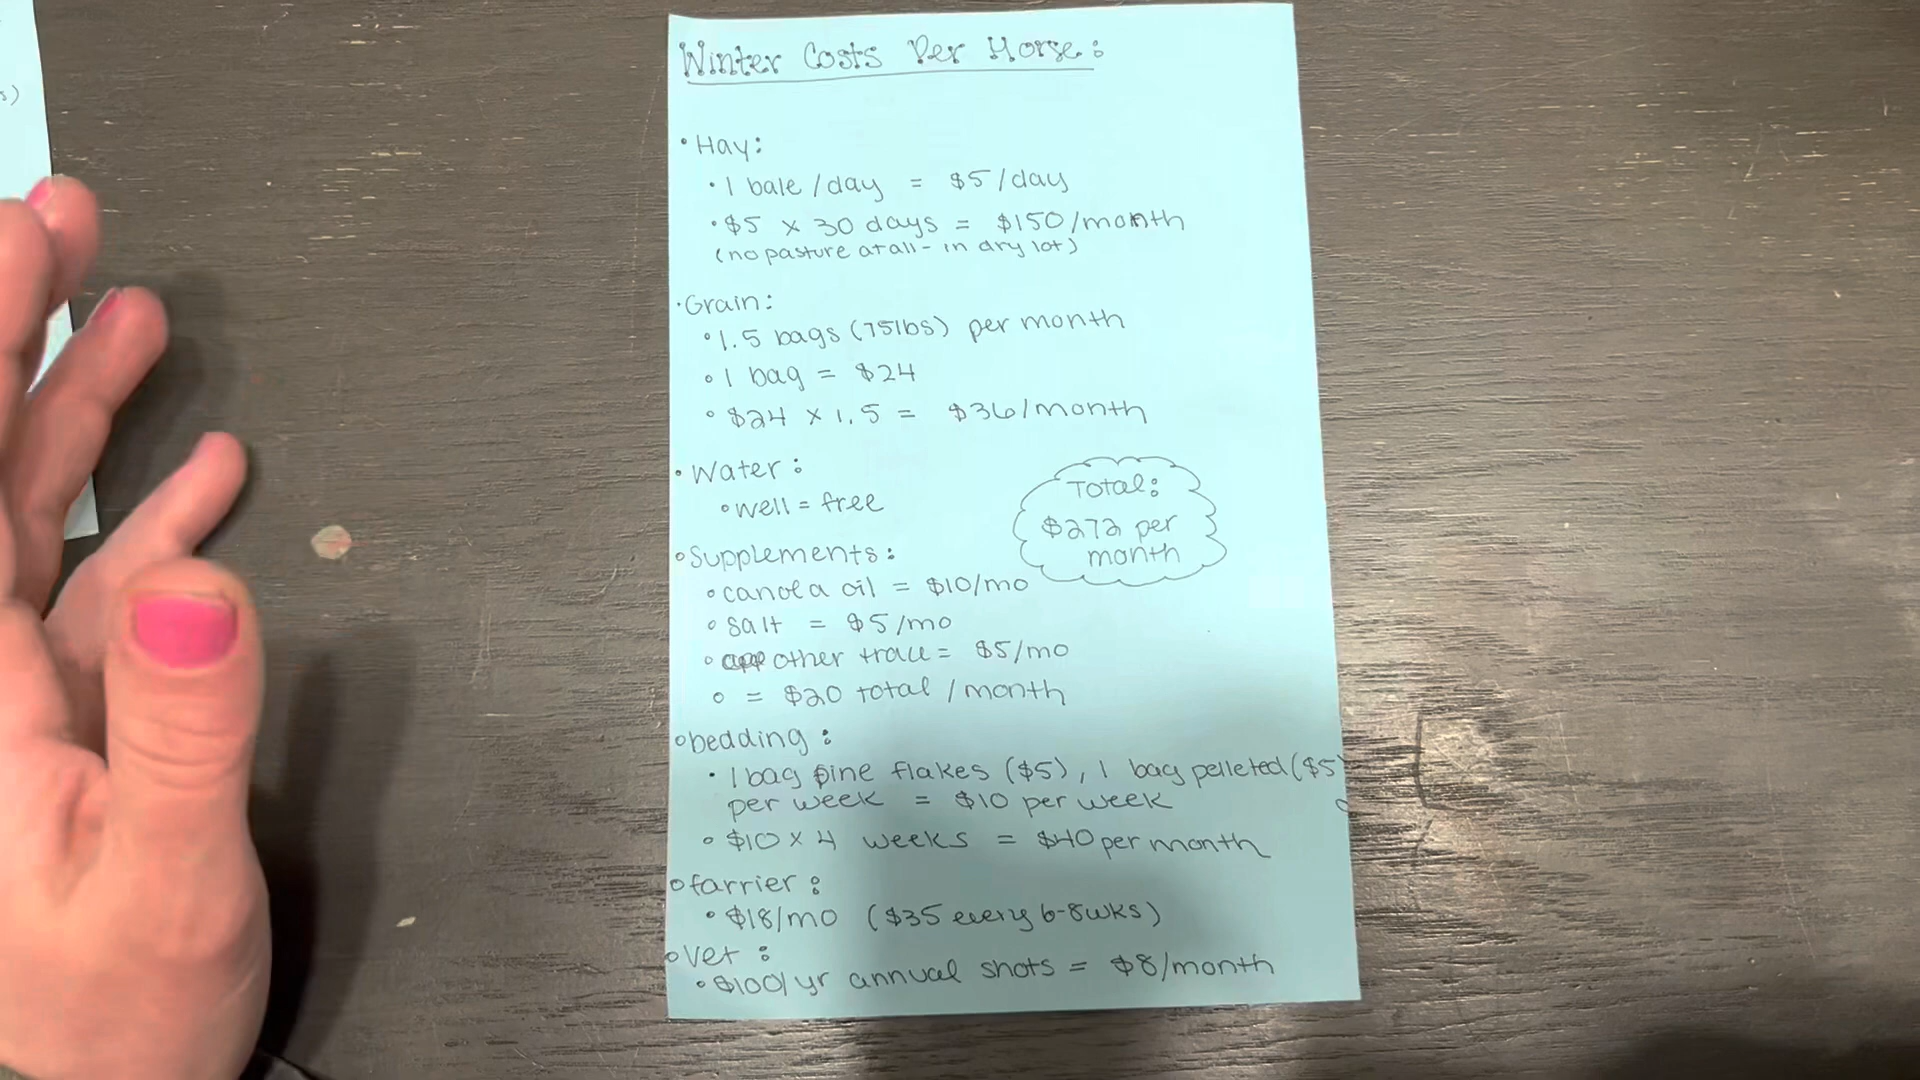 s)
Winter Costs Per Horse:
• Hay:
• 1 bale/day = $5/day
• $5 x 30 days = $150/month
(no pasture at all - in dry lot)
• Grain:
• 1.5 bags (75lbs) per month
• 1 bag = $24
• $24 x 1.5 = $36/month
• Water:
• well = free
Total:
$272 per
month
• Supplements:
• canola oil = $10/mo
• salt = $5/mo
• other trace = $5/mo
• = $20 total/month
• bedding:
• 1 bag pine flakes ($5), 1 bag pelleted ($5)
per week = $10 per week
• $10 x 4 weeks = $40 per month
• farrier:
• $18/mo ($35 every 6-8wks)
• Vet:
• $100/yr annual shots = $8/month